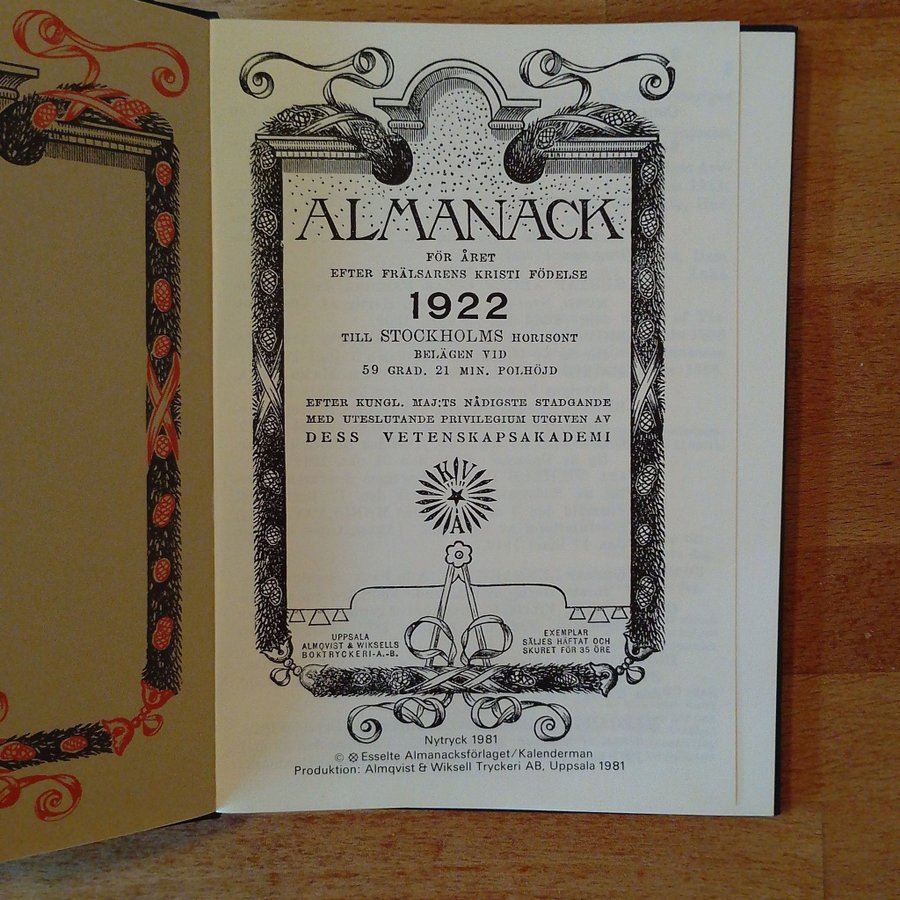 ALMANACK
FÖR ÅRET
EFTER FRÄLSARENS KRISTI FÖDELSE
1922
TILL STOCKHOLMS HORISONT
BELÄGEN VID
59 GRAD. 21 MIN. POLHÖJD
EFTER KUNGL. MAJ:TS NÅDIGSTE STADGANDE
MED UTESLUTANDE PRIVILEGIUM UTGIVEN AV
DESS VETENSKAPSAKADEMI
KV
A
UPPSALA
ALMQVIST & WIKSELLS
BOKTRYCKERI-A.-B.
EXEMPLAR
SÄLJES HÄFTAT OCH
SKURET FÖR 35 ÖRE
Nytryck 1981
© Esselte Almanacksförlaget/Kalenderman
Produktion: Almqvist & Wiksell Tryckeri AB, Uppsala 1981